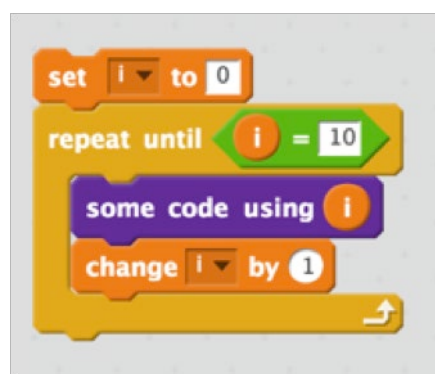 set i to 0
repeat until i = 10
some code using i
change i by 1